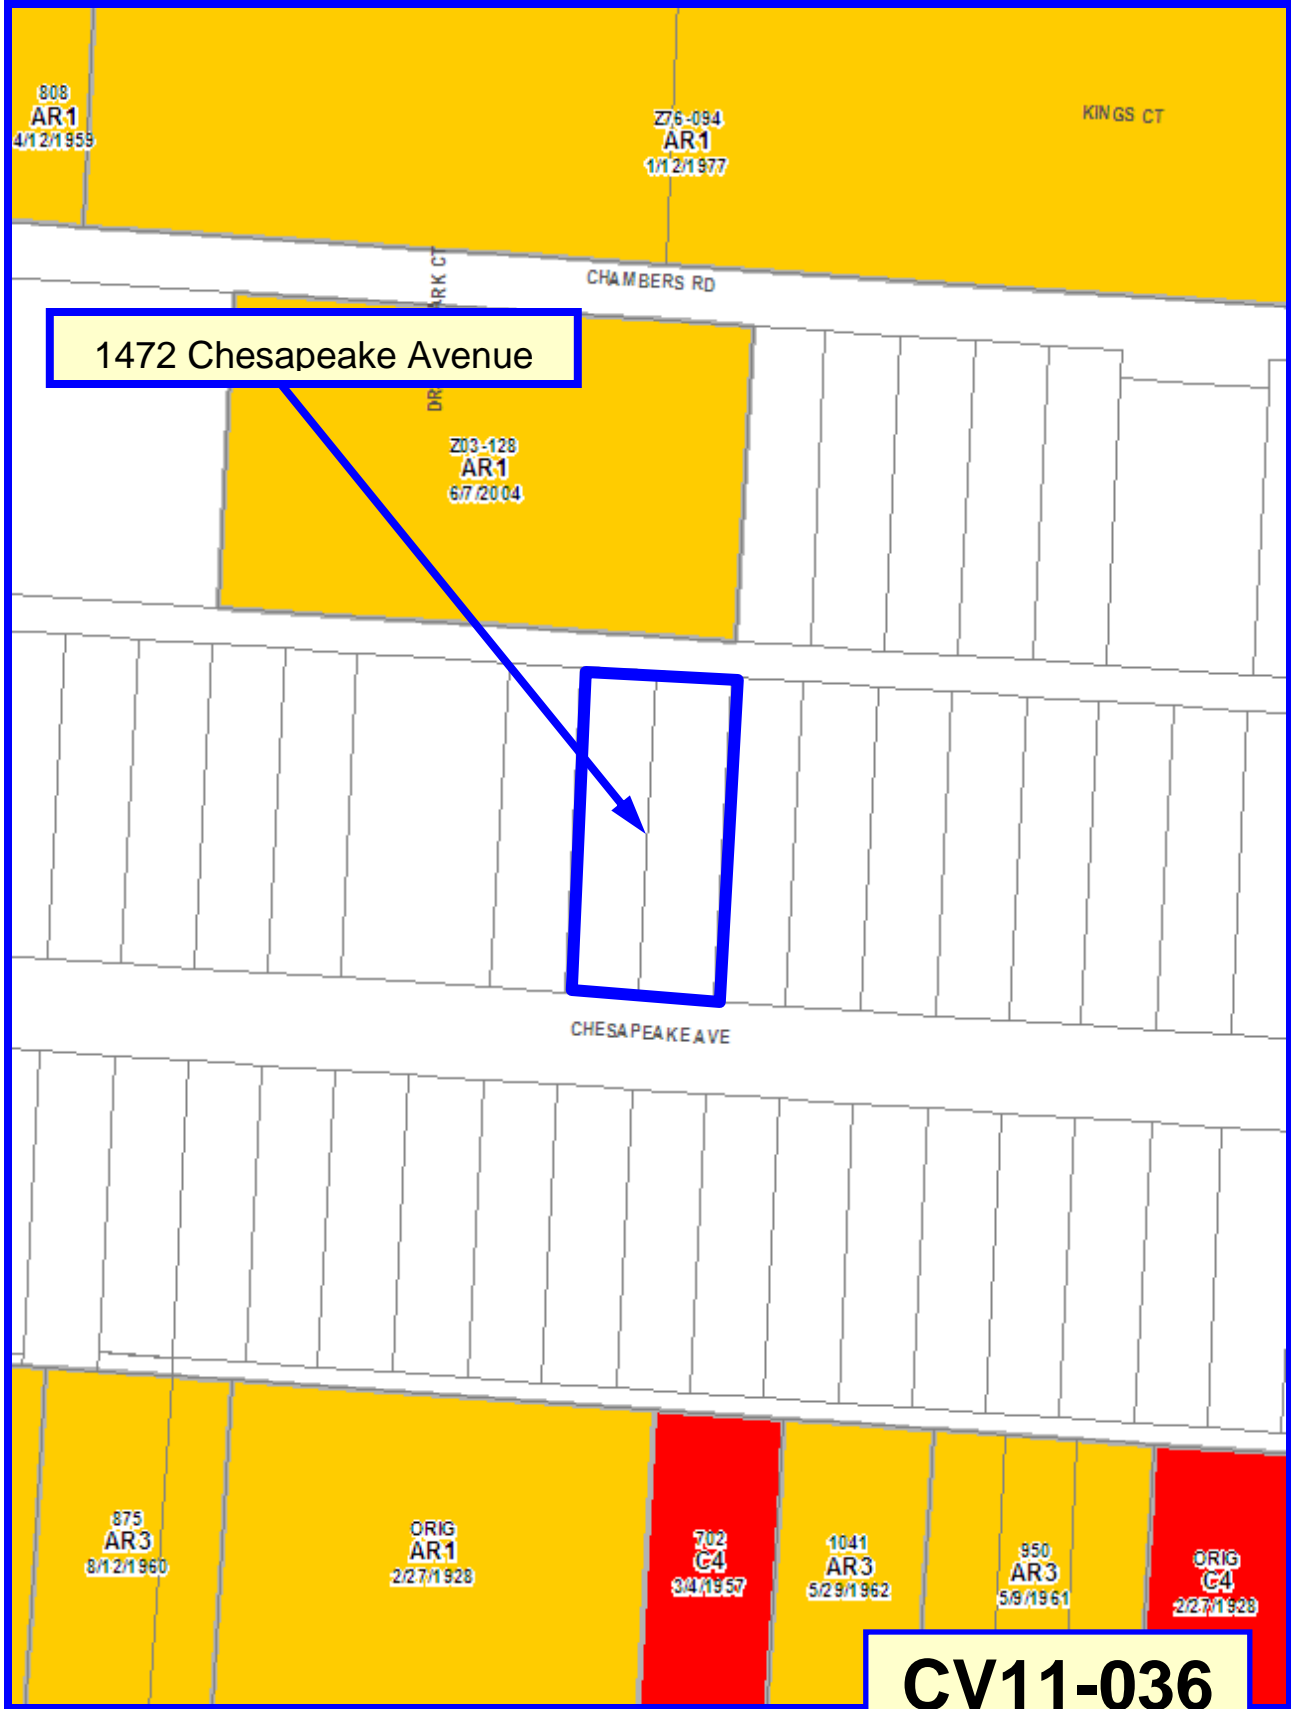 808
AR1
4/12/1959
Z76-094
AR1
1/12/1977
KINGS CT
CHAMBERS RD
ARK CT
DR
1472 Chesapeake Avenue
Z03-128
AR1
6/7/2004
CHESAPEAKE AVE
875
AR3
8/12/1960
ORIG
AR1
2/27/1928
702
C4
3/4/1957
1041
AR3
5/29/1962
950
AR3
5/9/1961
ORIG
C4
2/27/1928
CV11-036